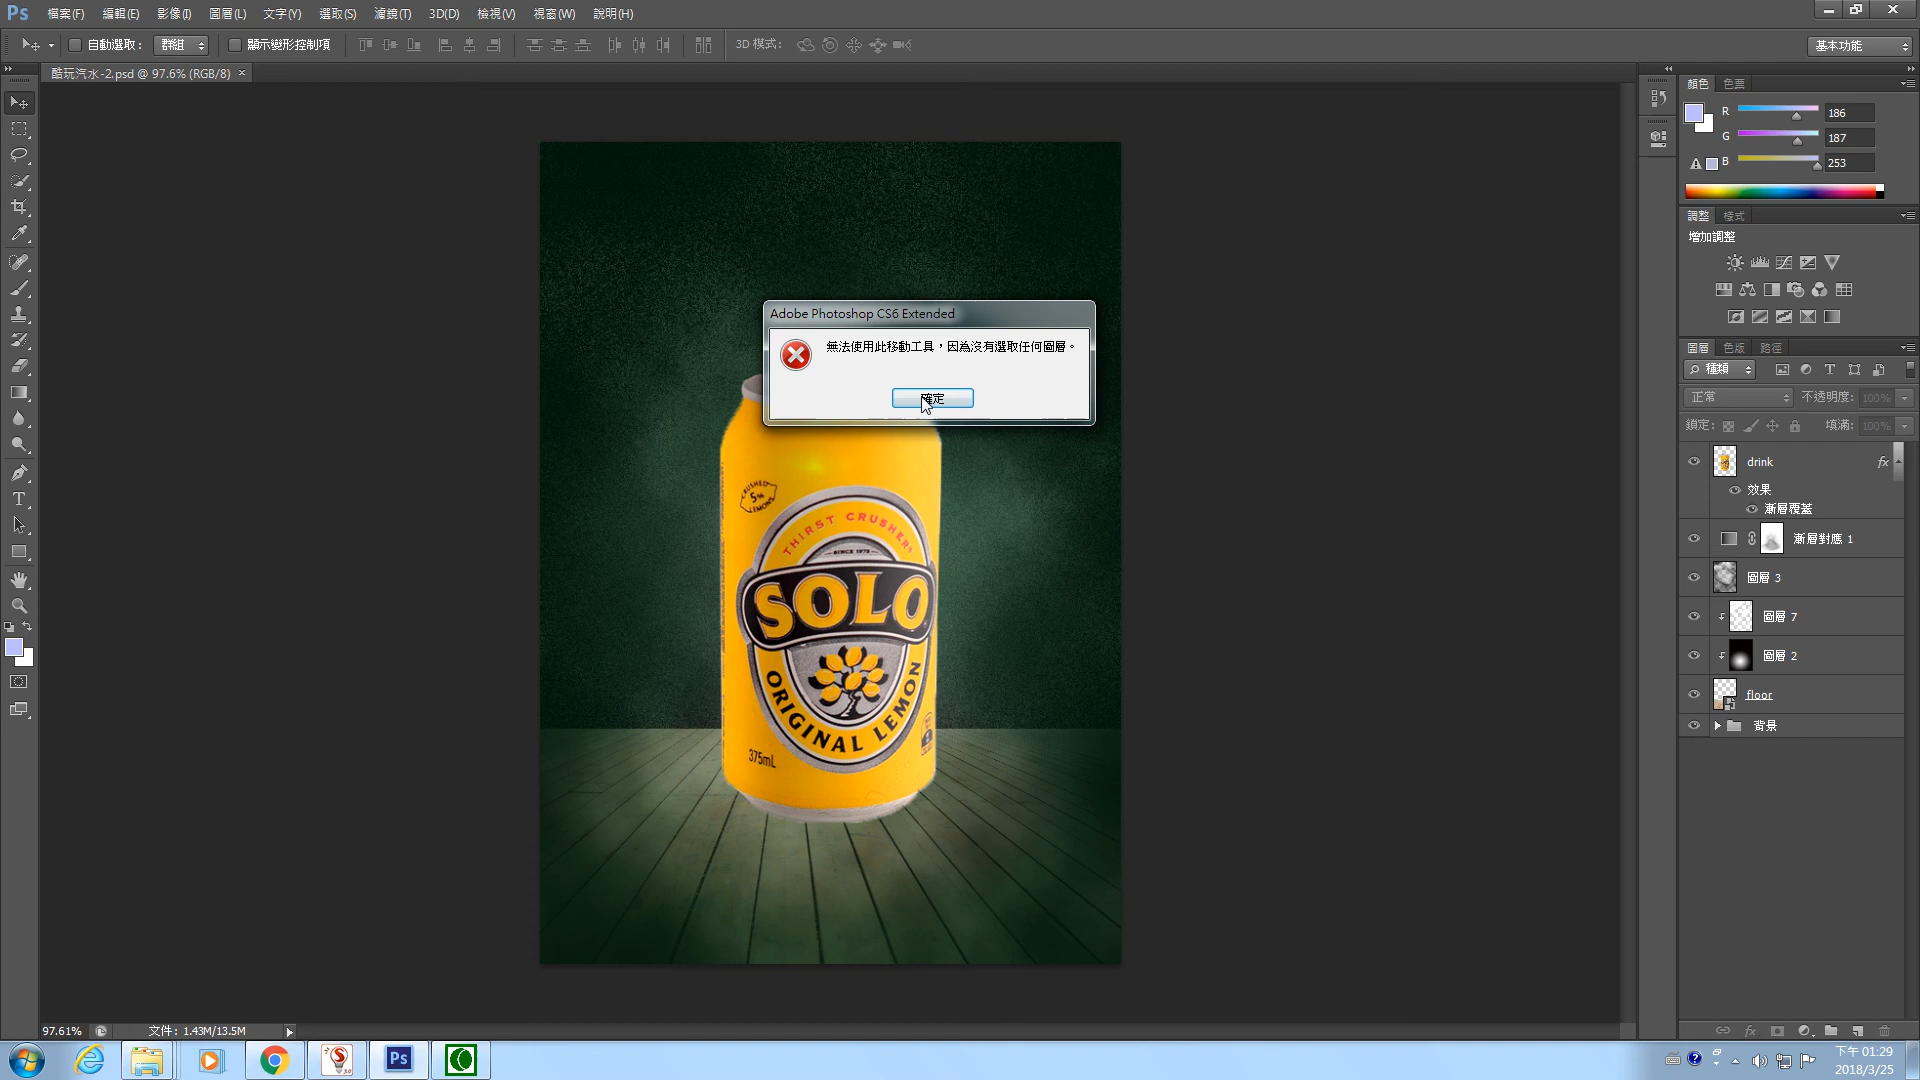 Ps 檔案(F) 編輯(E) 影像(I) 圖層(L) 文字(Y) 選取(S) 濾鏡(T) 3D(D) 檢視(V) 視窗(W) 說明(H)
自動選取： 群組 顯示變形控制項 3D 模式： 基本功能
酷玩汽水-2.psd @ 97.6% (RGB/8) ×
顏色 色票
R 186
G 187
B 253
調整 樣式
增加調整
Adobe Photoshop CS6 Extended
無法使用此移動工具，因為沒有選取任何圖層。
確定
圖層 色版 路徑
種類
正常 不透明度： 100%
鎖定： 填滿： 100%
drink fx
效果
漸層覆蓋
漸層對應 1
圖層 3
圖層 7
圖層 2
floor
背景
CRUSHED
5%
LEMONS
THIRST CRUSHER!
SINCE 1973
SOLO
ORIGINAL LEMON
375mL
97.61% 文件：1.43M/13.5M
fx
Ps
下午 01:29
2018/3/25